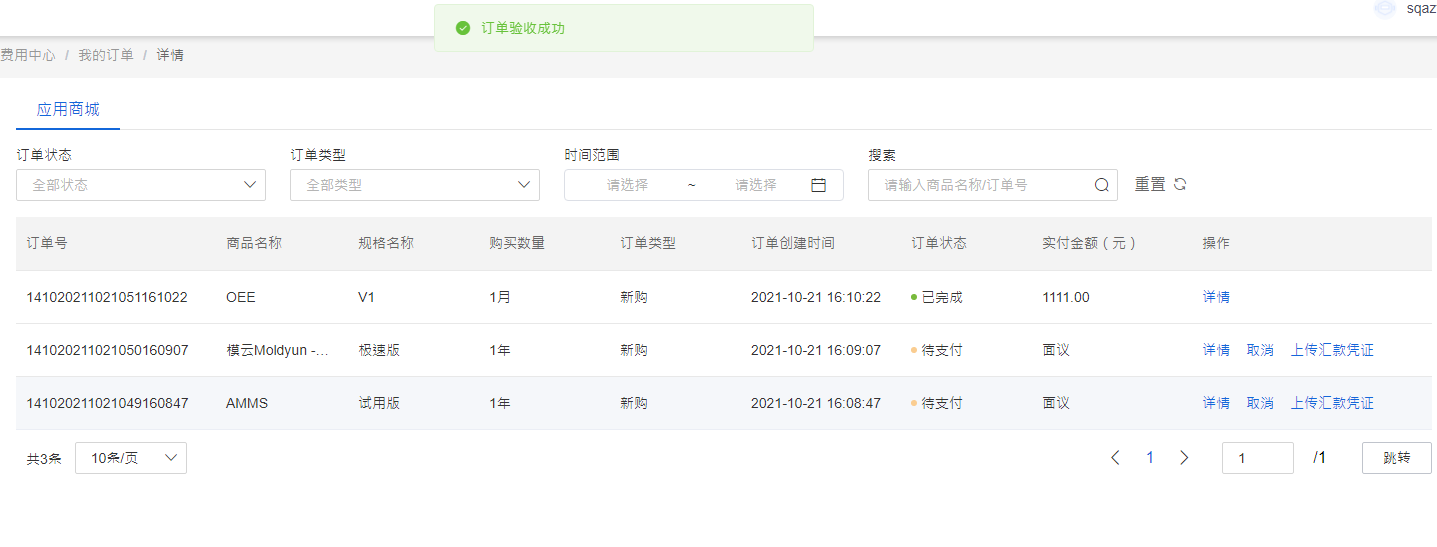 sqaz
订单验收成功
费用中心 / 我的订单 / 详情
应用商城
订单状态 订单类型 时间范围 搜索
全部状态 全部类型 请选择 ~ 请选择 请输入商品名称/订单号 重置
订单号 商品名称 规格名称 购买数量 订单类型 订单创建时间 订单状态 实付金额（元） 操作
141020211021051161022 OEE V1 1月 新购 2021-10-21 16:10:22 已完成 1111.00 详情
141020211021050160907 模云Moldyun -... 极速版 1年 新购 2021-10-21 16:09:07 待支付 面议 详情 取消 上传汇款凭证
141020211021049160847 AMMS 试用版 1年 新购 2021-10-21 16:08:47 待支付 面议 详情 取消 上传汇款凭证
共3条 10条/页 1 1 /1 跳转